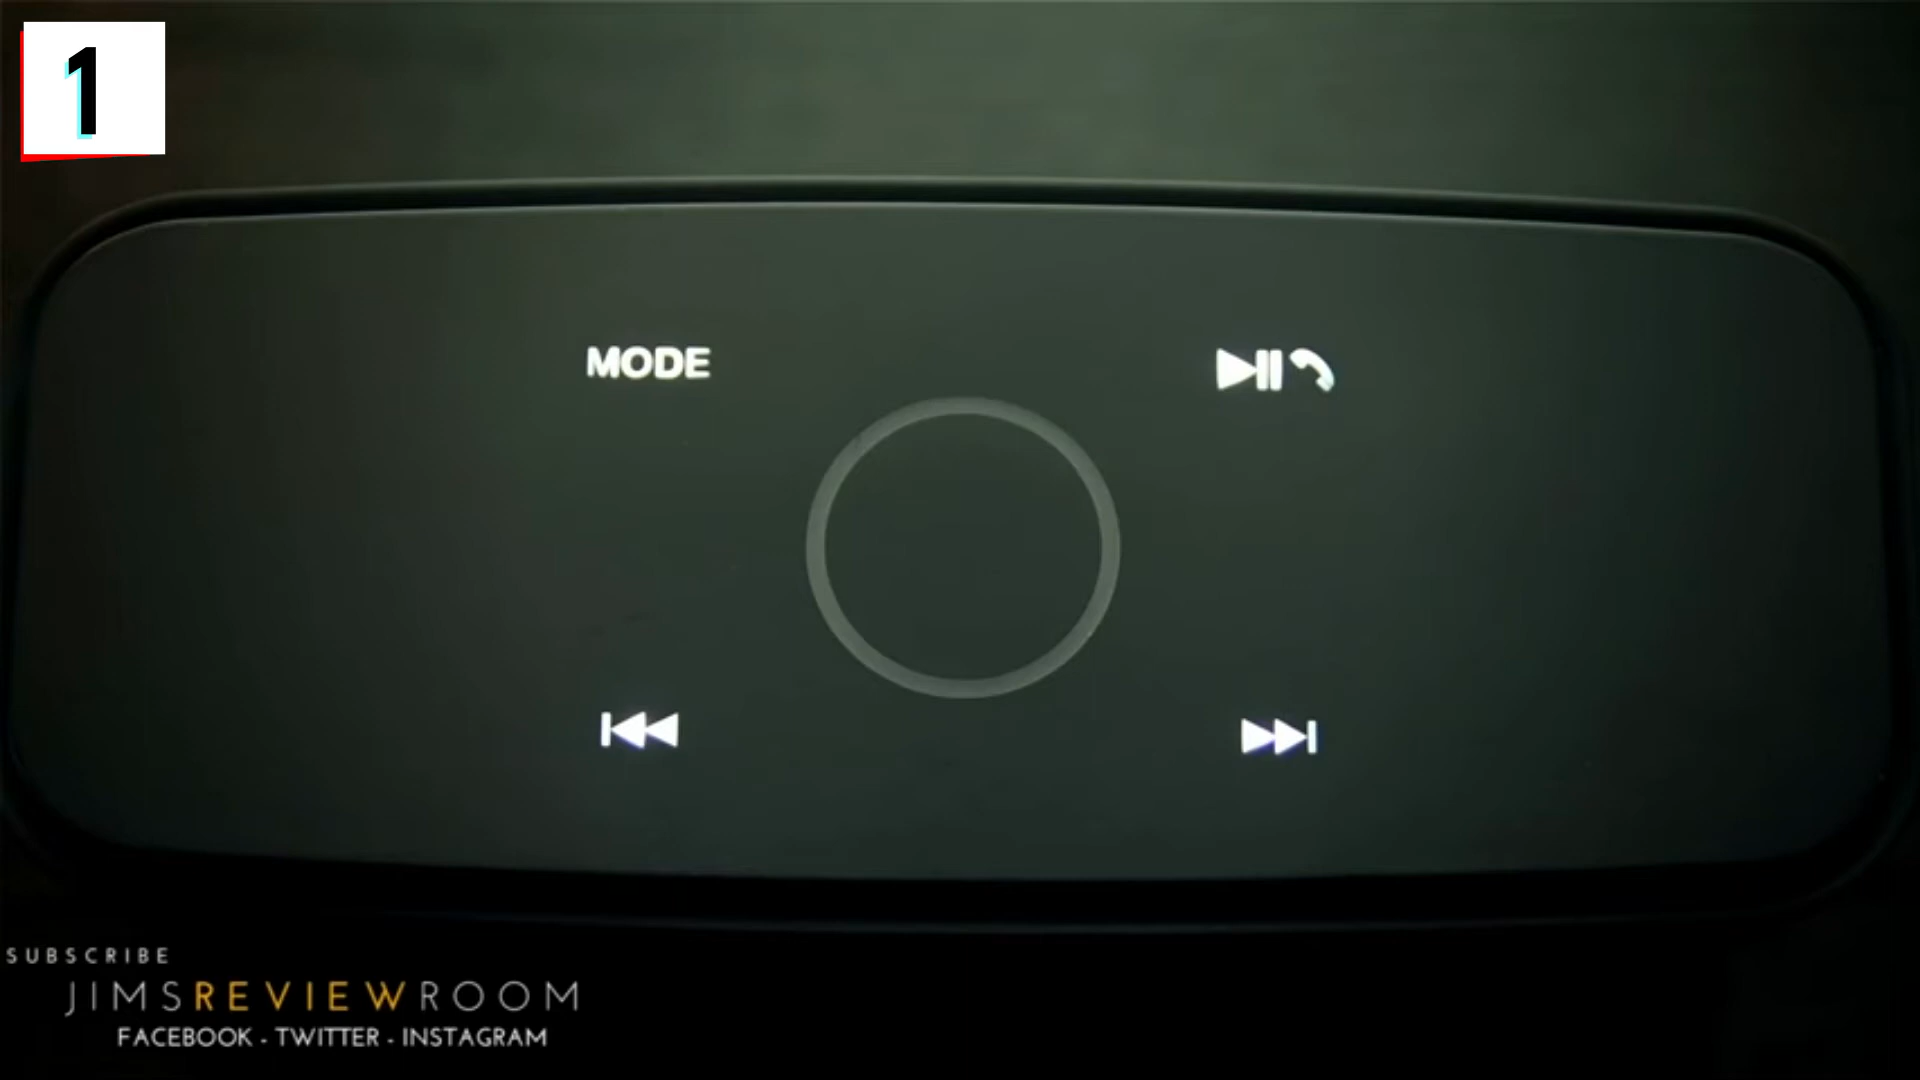 1
MODE
SUBSCRIBE
JIMSREVIEWROOM
FACEBOOK - TWITTER - INSTAGRAM